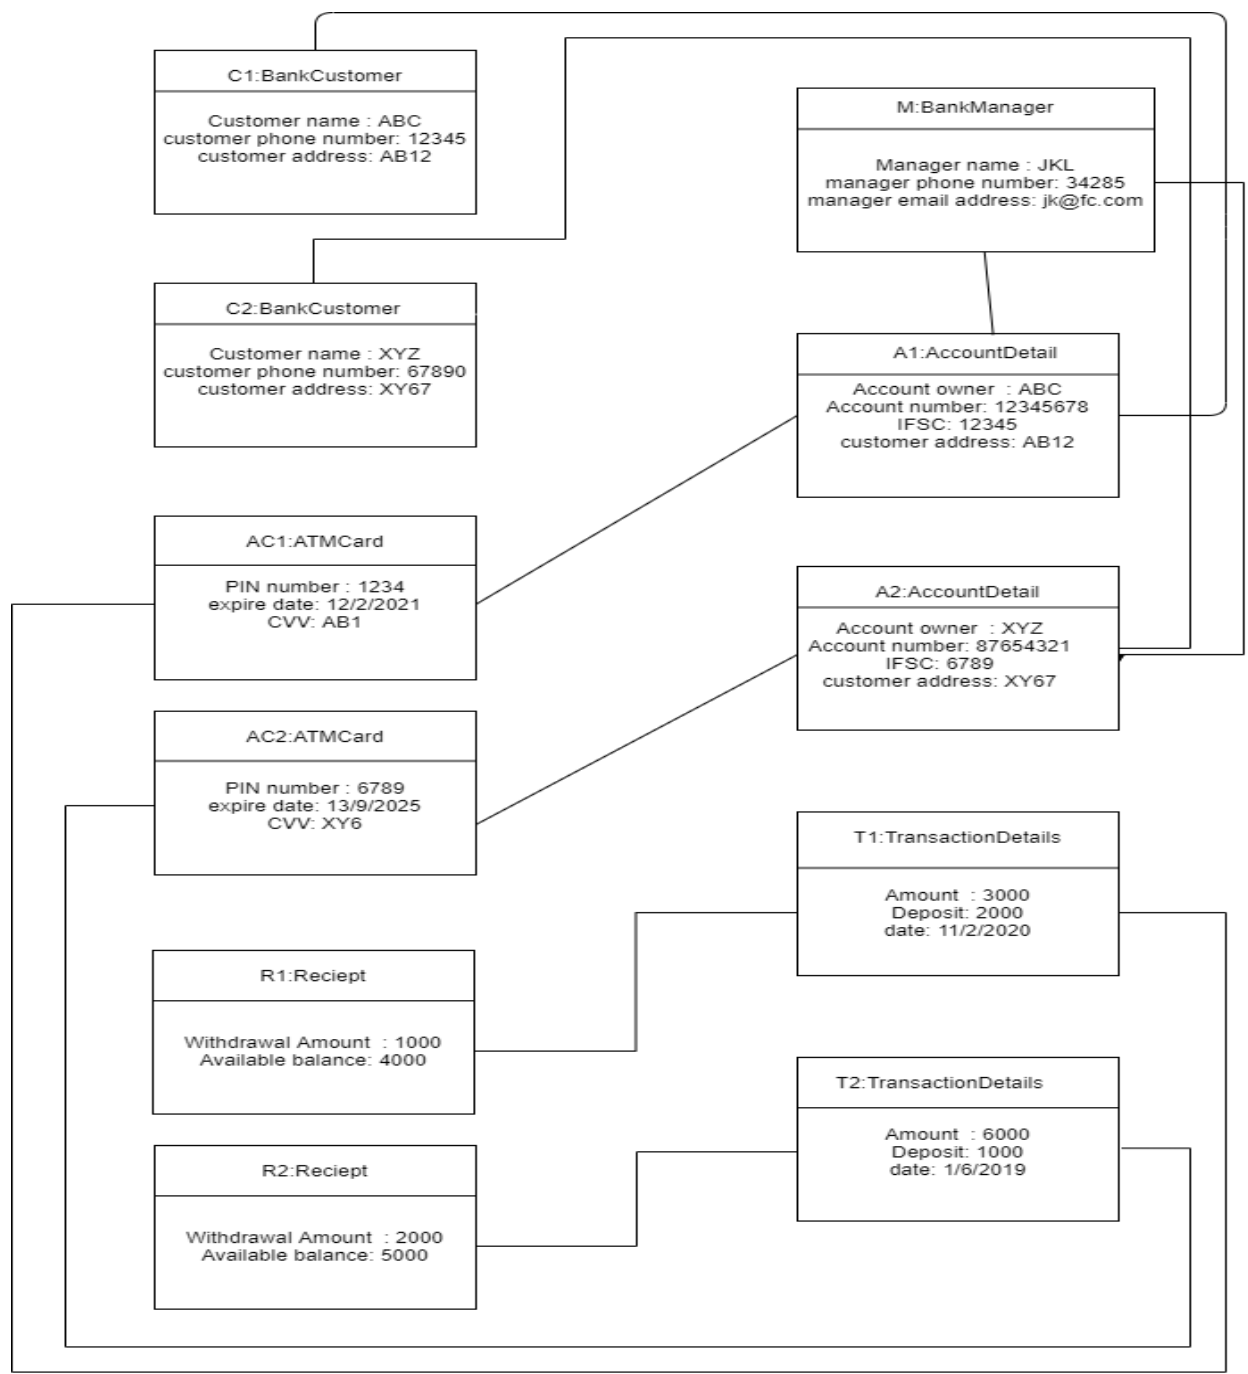 C1:BankCustomer
Customer name : ABC
customer phone number: 12345
customer address: AB12
M:BankManager
Manager name : JKL
manager phone number: 34285
manager email address: jk@fc.com
C2:BankCustomer
Customer name : XYZ
customer phone number: 67890
customer address: XY67
A1:AccountDetail
Account owner : ABC
Account number: 12345678
IFSC: 12345
customer address: AB12
AC1:ATMCard
PIN number : 1234
expire date: 12/2/2021
CVV: AB1
A2:AccountDetail
Account owner : XYZ
Account number: 87654321
IFSC: 6789
customer address: XY67
AC2:ATMCard
PIN number : 6789
expire date: 13/9/2025
CVV: XY6
T1:TransactionDetails
Amount : 3000
Deposit: 2000
date: 11/2/2020
R1:Reciept
Withdrawal Amount : 1000
Available balance: 4000
T2:TransactionDetails
Amount : 6000
Deposit: 1000
date: 1/6/2019
R2:Reciept
Withdrawal Amount : 2000
Available balance: 5000